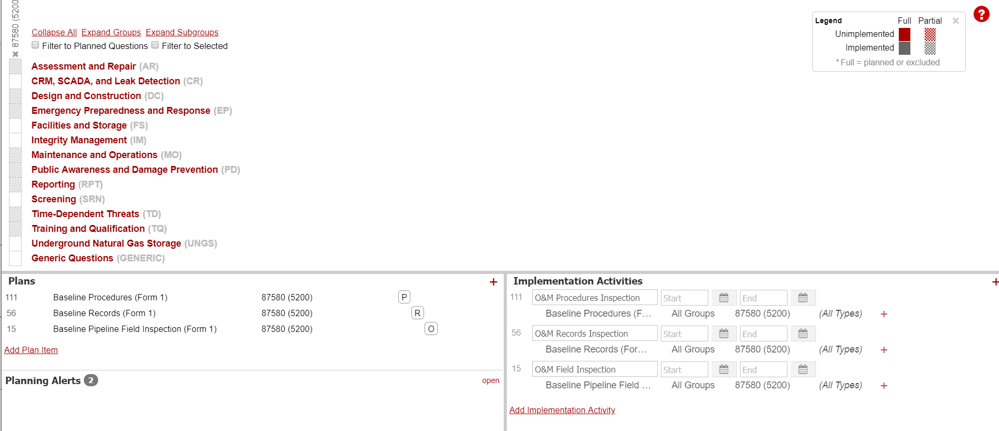 87580 (5200
Collapse All Expand Groups Expand Subgroups
Filter to Planned Questions Filter to Selected
Assessment and Repair (AR)
CRM, SCADA, and Leak Detection (CR)
Design and Construction (DC)
Emergency Preparedness and Response (EP)
Facilities and Storage (FS)
Integrity Management (IM)
Maintenance and Operations (MO)
Public Awareness and Damage Prevention (PD)
Reporting (RPT)
Screening (SRN)
Time-Dependent Threats (TD)
Training and Qualification (TQ)
Underground Natural Gas Storage (UNGS)
Generic Questions (GENERIC)
Legend Full Partial
Unimplemented
Implemented
* Full = planned or excluded
?
Plans +
111 Baseline Procedures (Form 1) 87580 (5200) P
56 Baseline Records (Form 1) 87580 (5200) R
15 Baseline Pipeline Field Inspection (Form 1) 87580 (5200) O
Add Plan Item
Planning Alerts 2 open
Implementation Activities +
111 O&M Procedures Inspection Start End
Baseline Procedures (F... All Groups 87580 (5200) (All Types) +
56 O&M Records Inspection Start End
Baseline Records (For... All Groups 87580 (5200) (All Types) +
15 O&M Field Inspection Start End
Baseline Pipeline Field ... All Groups 87580 (5200) (All Types) +
Add Implementation Activity